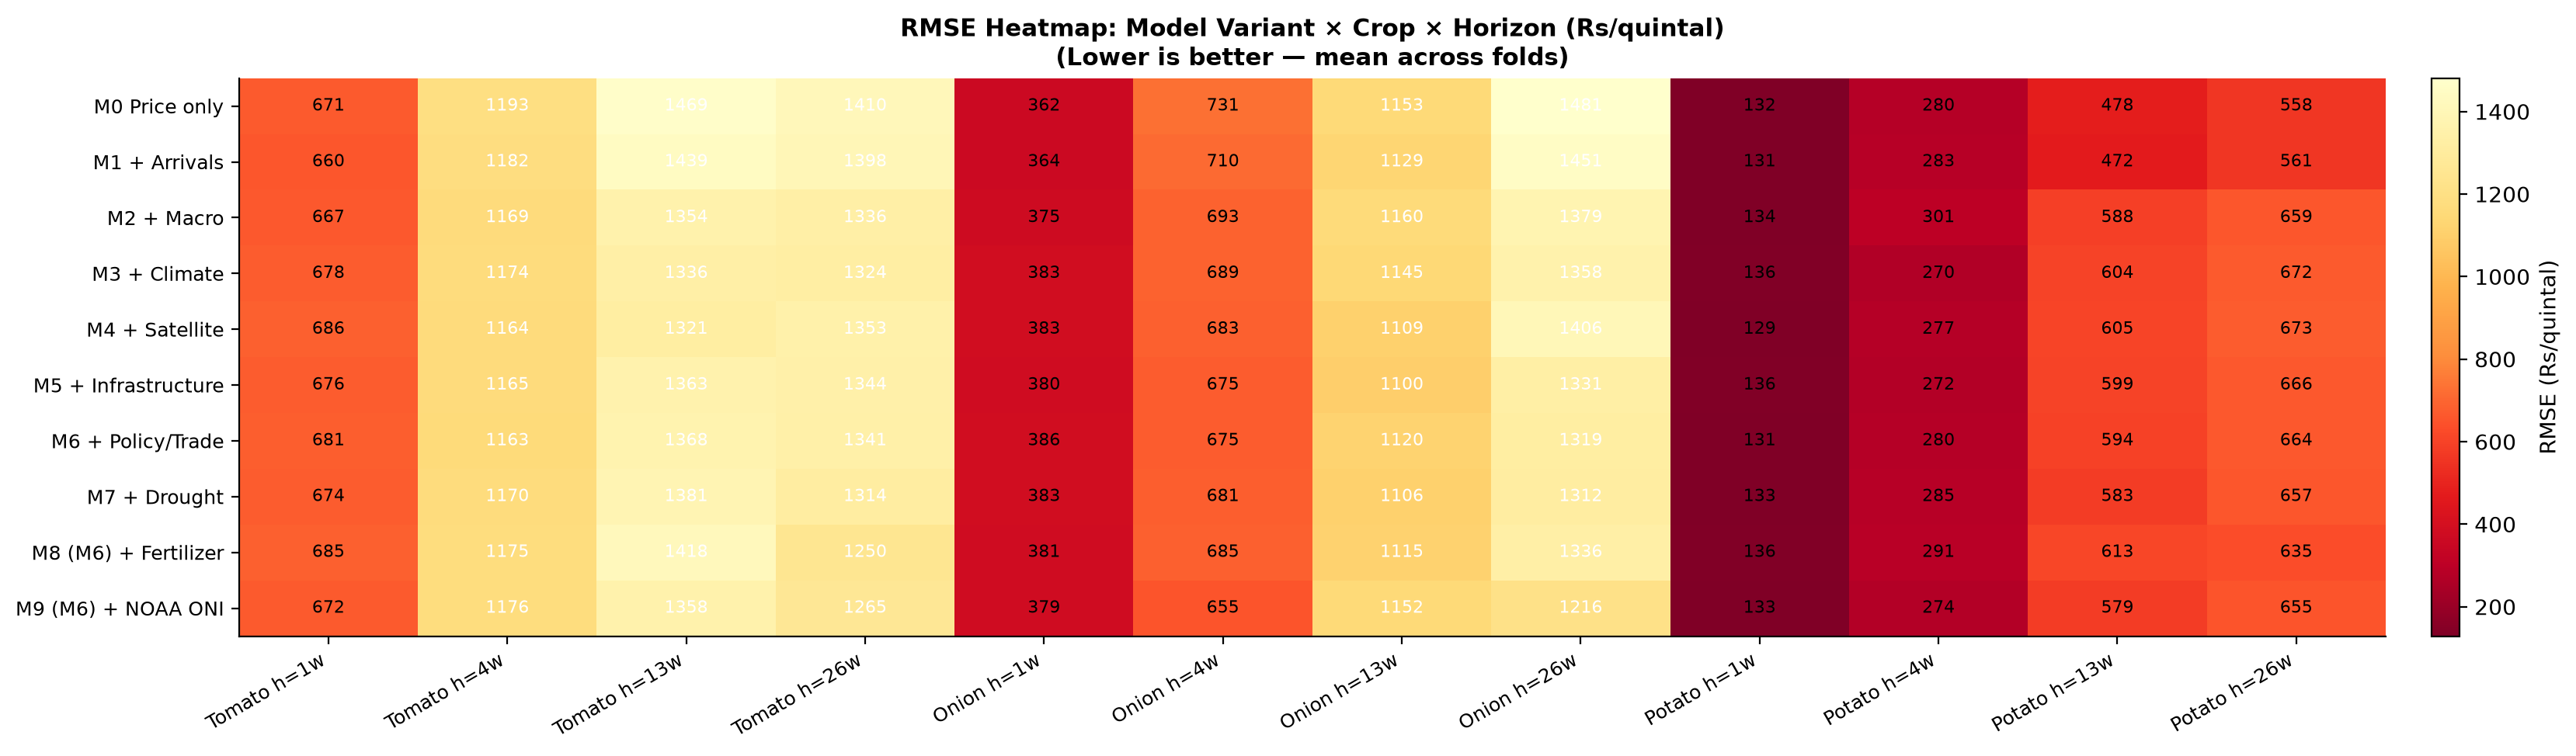 RMSE Heatmap: Model Variant × Crop × Horizon (Rs/quintal)
(Lower is better — mean across folds)
M0 Price only 671 1193 1469 1410 362 731 1153 1481 132 280 478 558
M1 + Arrivals 660 1182 1439 1398 364 710 1129 1451 131 283 472 561
M2 + Macro 667 1169 1354 1336 375 693 1160 1379 134 301 588 659
M3 + Climate 678 1174 1336 1324 383 689 1145 1358 136 270 604 672
M4 + Satellite 686 1164 1321 1353 383 683 1109 1406 129 277 605 673
M5 + Infrastructure 676 1165 1363 1344 380 675 1100 1331 136 272 599 666
M6 + Policy/Trade 681 1163 1368 1341 386 675 1120 1319 131 280 594 664
M7 + Drought 674 1170 1381 1314 383 681 1106 1312 133 285 583 657
M8 (M6) + Fertilizer 685 1175 1418 1250 381 685 1115 1336 136 291 613 635
M9 (M6) + NOAA ONI 672 1176 1358 1265 379 655 1152 1216 133 274 579 655
Tomato h=1w Tomato h=4w Tomato h=13w Tomato h=26w Onion h=1w Onion h=4w Onion h=13w Onion h=26w Potato h=1w Potato h=4w Potato h=13w Potato h=26w
1400
1200
1000
800
600
400
200
RMSE (Rs/quintal)